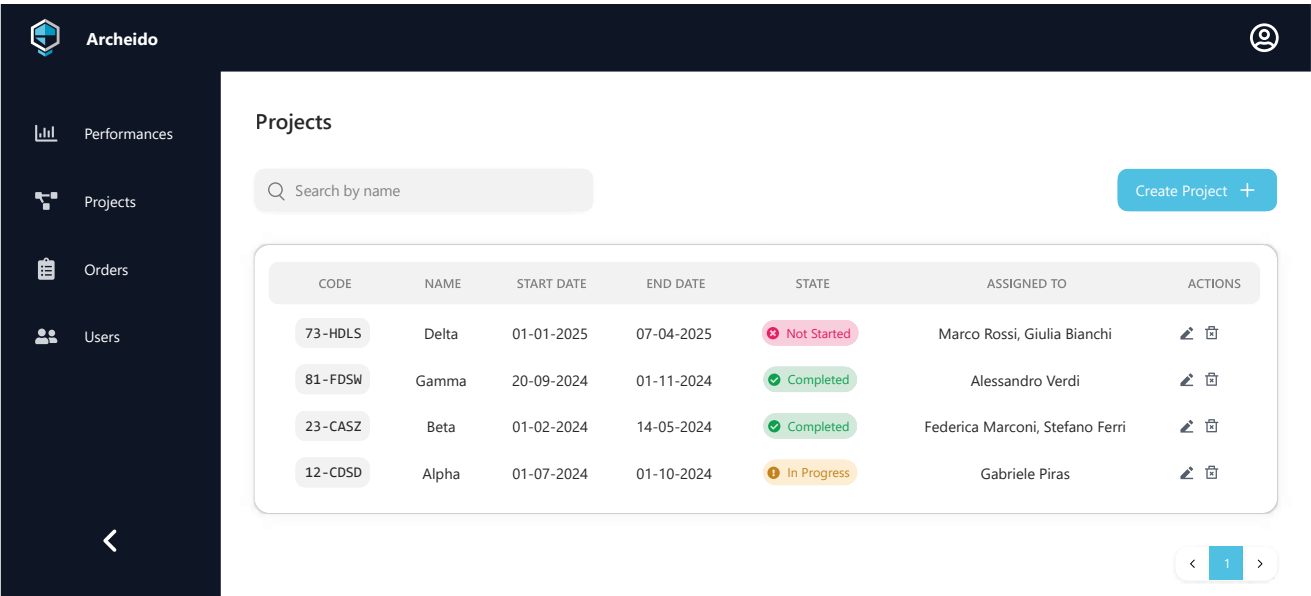 Archeido
Performances
Projects
Orders
Users
Projects
Search by name
Create Project
CODE NAME START DATE END DATE STATE ASSIGNED TO ACTIONS
73-HDLS Delta 01-01-2025 07-04-2025 Not Started Marco Rossi, Giulia Bianchi
81-FDSW Gamma 20-09-2024 01-11-2024 Completed Alessandro Verdi
23-CASZ Beta 01-02-2024 14-05-2024 Completed Federica Marconi, Stefano Ferri
12-CDSD Alpha 01-07-2024 01-10-2024 In Progress Gabriele Piras
1